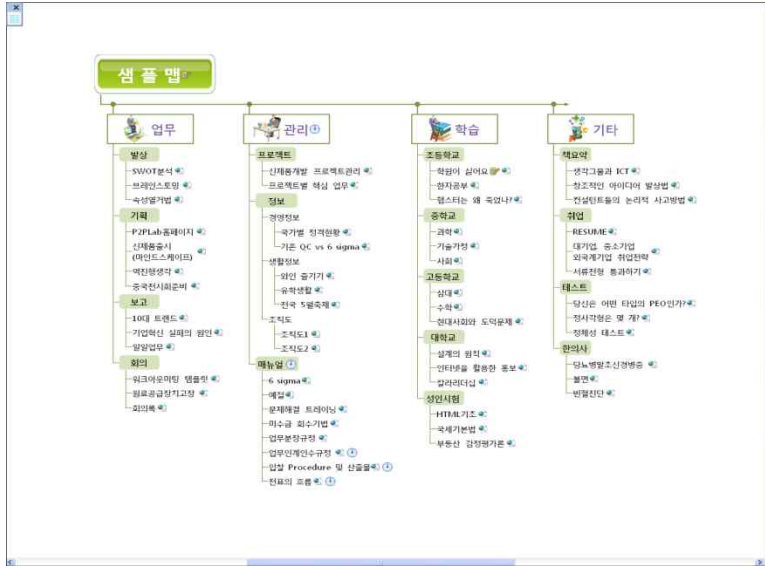 샘 플 맵
업무
발상
SWOT분석
브레인스토밍
속성열거법
기획
P2PLab홈페이지
신제품출시
(마인드스케이프)
역진행생각
중국전시회준비
보고
10대 트렌드
기업혁신 실패의 원인
일일업무
회의
워크아웃미팅 템플릿
원료공급장치고장
회의록
관리
프로젝트
신제품개발 프로젝트관리
프로젝트별 핵심 업무
정보
경영정보
국가별 정격현황
기존 QC vs 6 sigma
생활정보
와인 즐기기
유학생활
전국 5월축제
조직도
조직도1
조직도2
매뉴얼
6 sigma
예절
문제해결 트레이닝
미수금 회수기법
업무분장규정
업무인계인수규정
입찰 Procedure 및 산출물
전표의 흐름
학습
초등학교
학원이 싫어요
한자공부
햄스터는 왜 죽었나?
중학교
과학
기술가정
사회
고등학교
삼대
수학
현대사회와 도덕문제
대학교
설계의 원칙
인터넷을 활용한 홍보
칼라리더십
성인시험
HTML기초
국세기본법
부동산 감정평가론
기타
책요약
생각그물과 ICT
창조적인 아이디어 발상법
컨설턴트들의 논리적 사고방법
취업
RESUME
대기업, 중소기업
외국계기업 취업전략
서류전형 통과하기
테스트
당신은 어떤 타입의 PEO인가?
정사각형은 몇 개?
정체성 테스트
한의사
당뇨병말초신경병증
불면
빈혈진단